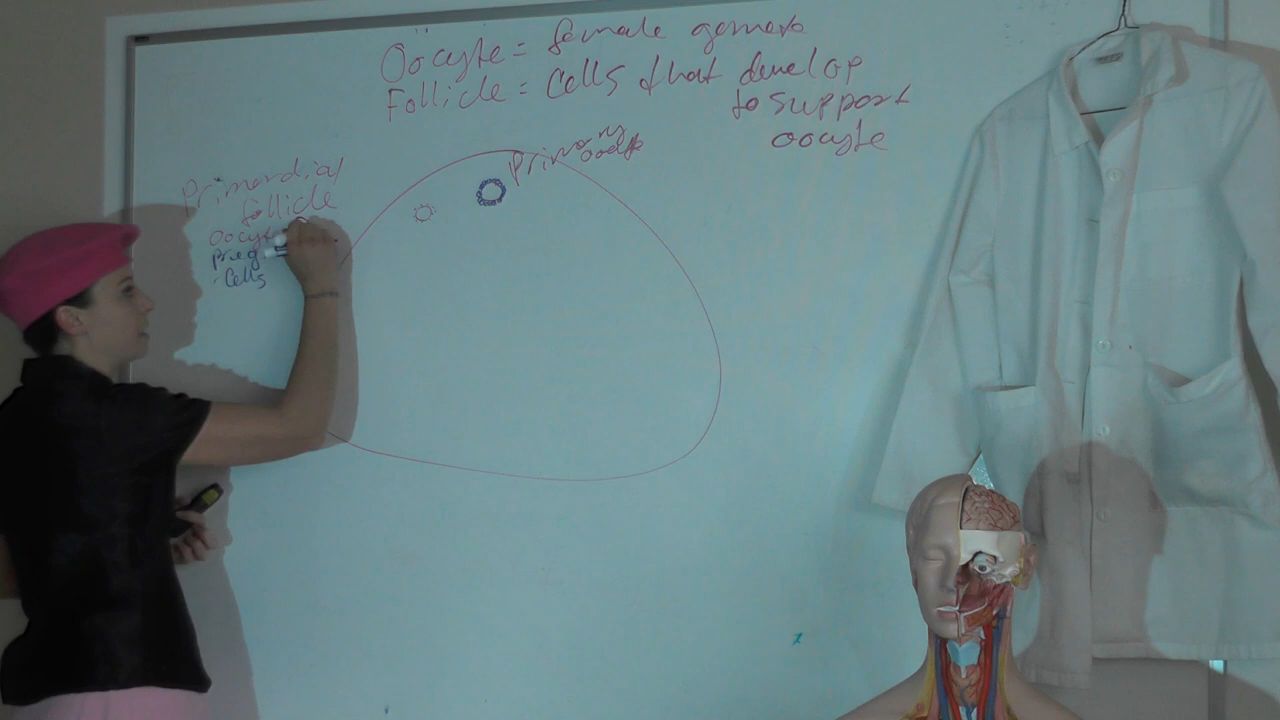 Oocyte = female gamete
Follicle = Cells that develop
to support
oocyte
Primary
oocyte
Primordial
follicle
oocyte
preg
cells